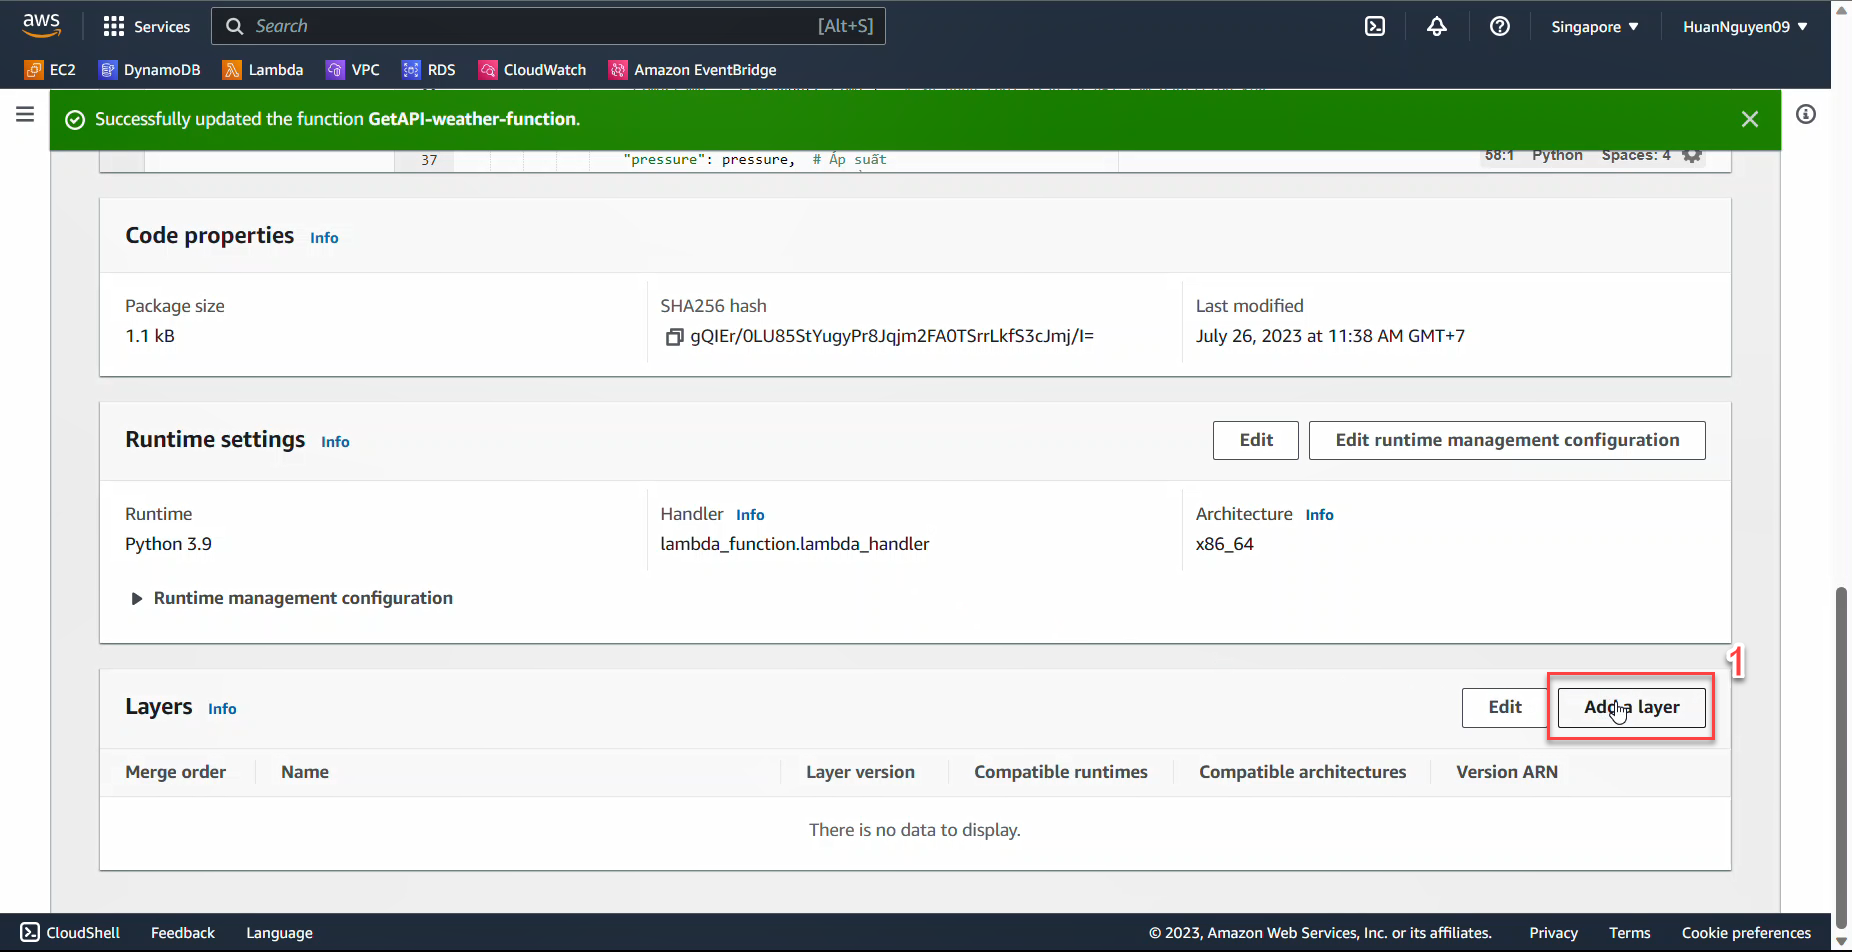 aws
Services
Search
[Alt+S]
Singapore
HuanNguyen09
EC2
DynamoDB
Lambda
VPC
RDS
CloudWatch
Amazon EventBridge
Successfully updated the function GetAPI-weather-function.
37
"pressure": pressure, # Áp suất
58:1 Python Spaces: 4
Code properties Info
Package size
1.1 kB
SHA256 hash
gQIEr/0LU85StYugyPr8Jqjm2FA0TSrrLkfS3cJmj/I=
Last modified
July 26, 2023 at 11:38 AM GMT+7
Runtime settings Info
Edit
Edit runtime management configuration
Runtime
Python 3.9
Handler Info
lambda_function.lambda_handler
Architecture Info
x86_64
Runtime management configuration
1
Layers Info
Edit
Add a layer
Merge order
Name
Layer version
Compatible runtimes
Compatible architectures
Version ARN
There is no data to display.
CloudShell
Feedback
Language
© 2023, Amazon Web Services, Inc. or its affiliates.
Privacy
Terms
Cookie preferences